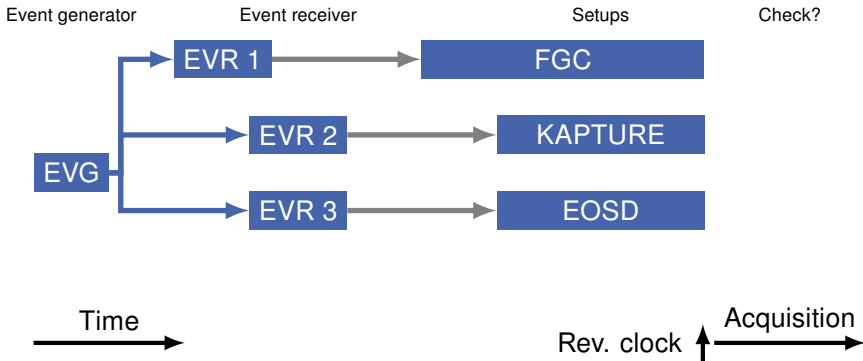 Event generator Event receiver Setups Check?
EVR 1 FGC
EVR 2 KAPTURE
EVG
EVR 3 EOSD
Time Acquisition
Rev. clock